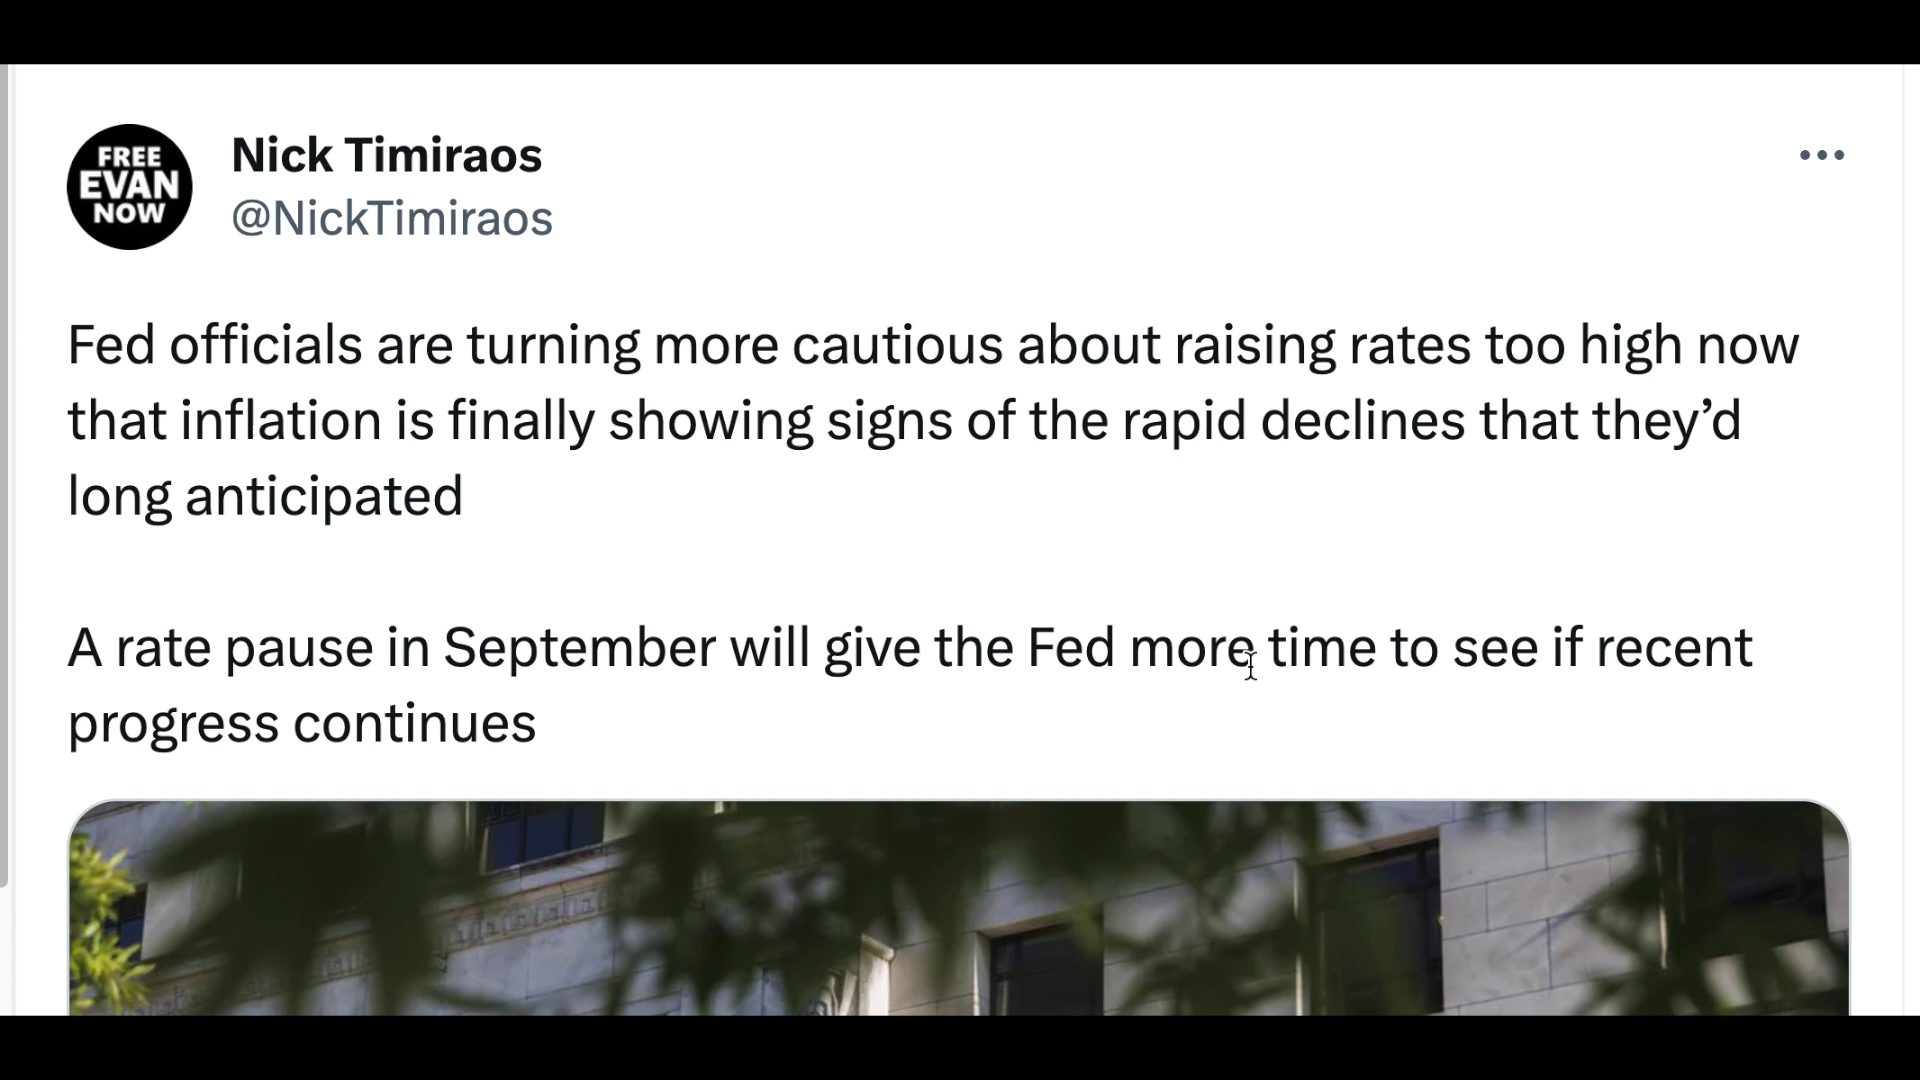 FREE
EVAN
NOW
Nick Timiraos
@NickTimiraos
Fed officials are turning more cautious about raising rates too high now
that inflation is finally showing signs of the rapid declines that they’d
long anticipated
A rate pause in September will give the Fed more time to see if recent
progress continues